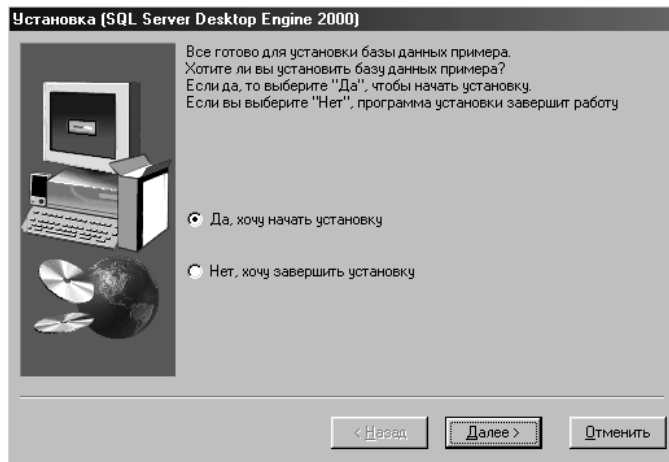 Установка (SQL Server Desktop Engine 2000)
Все готово для установки базы данных примера.
Хотите ли вы установить базу данных примера?
Если да, то выберите "Да", чтобы начать установку.
Если вы выберите "Нет", программа установки завершит работу
Да, хочу начать установку
Нет, хочу завершить установку
< Назад
Далее >
Отменить